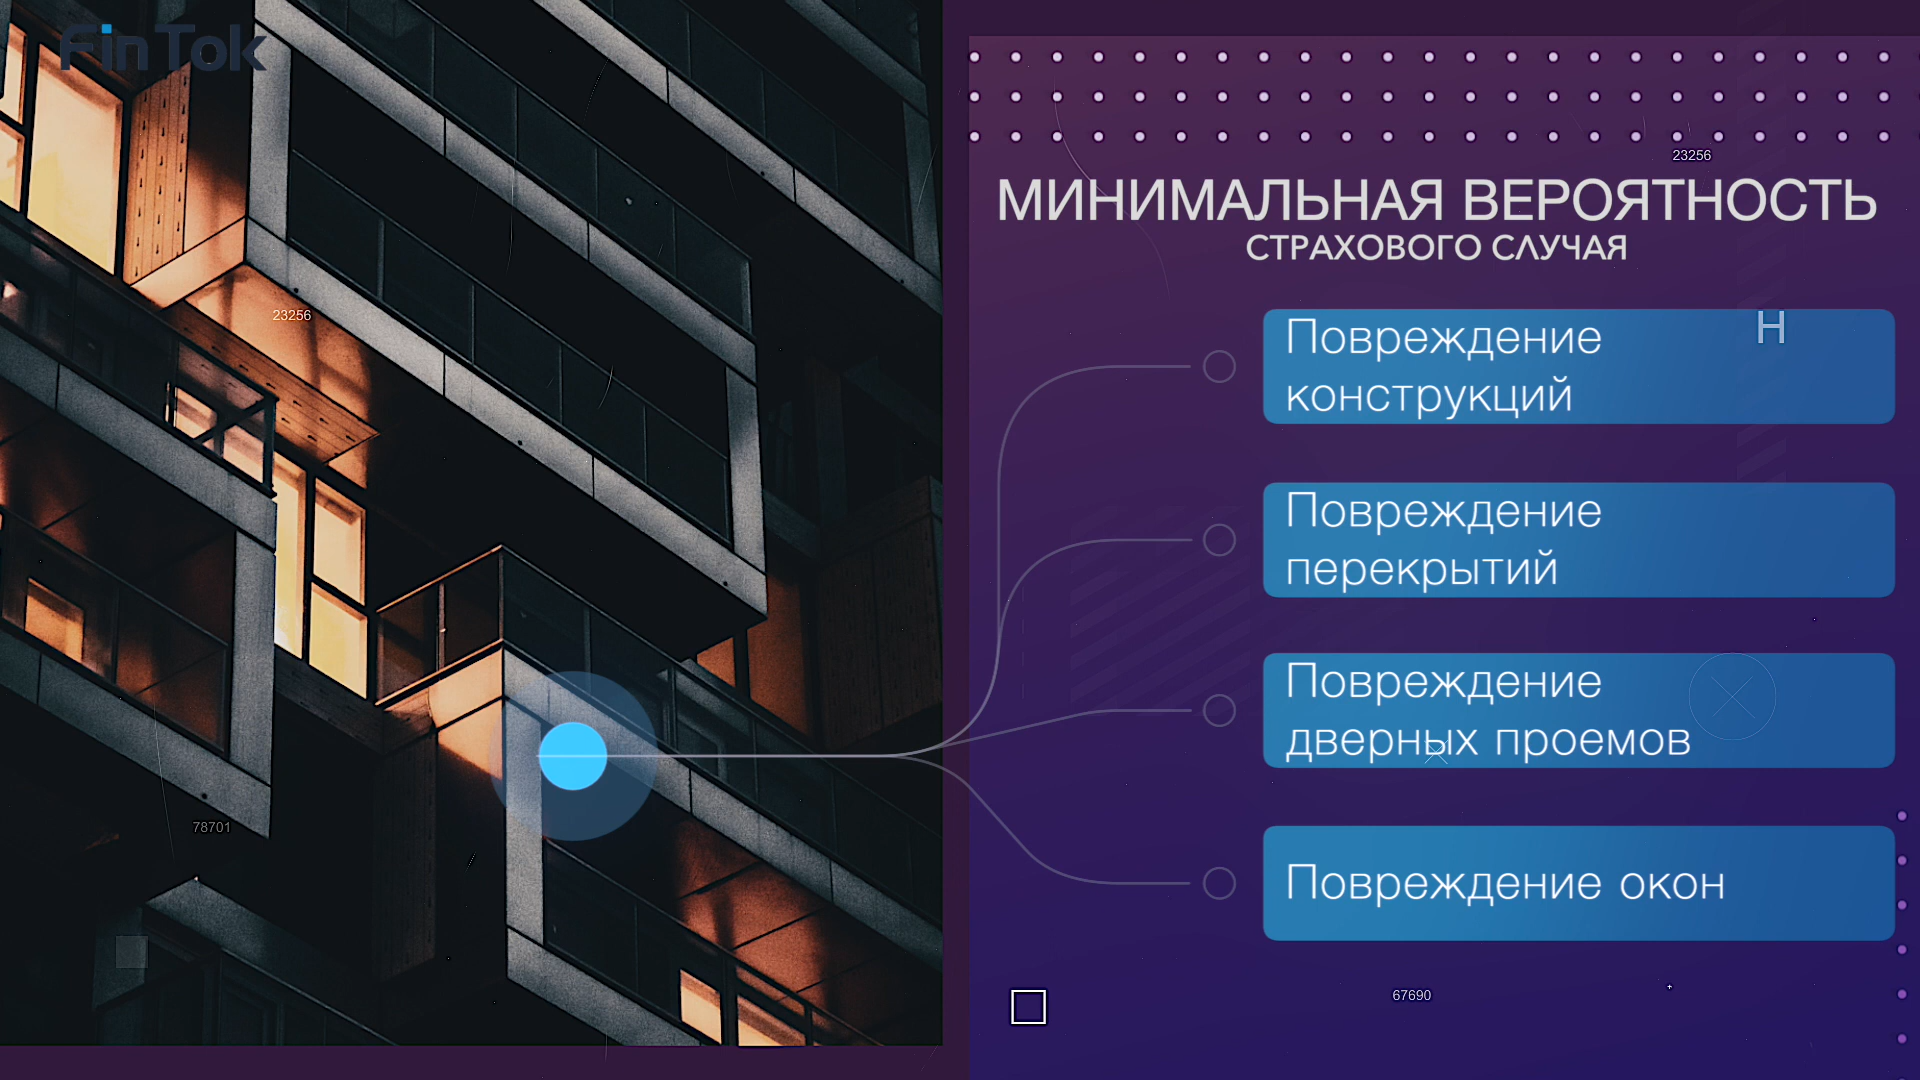 FinTok
23256
МИНИМАЛЬНАЯ ВЕРОЯТНОСТЬ
СТРАХОВОГО СЛУЧАЯ
23256
Н
Повреждение
конструкций
Повреждение
перекрытий
Повреждение
дверных проемов
78701
Повреждение окон
67690